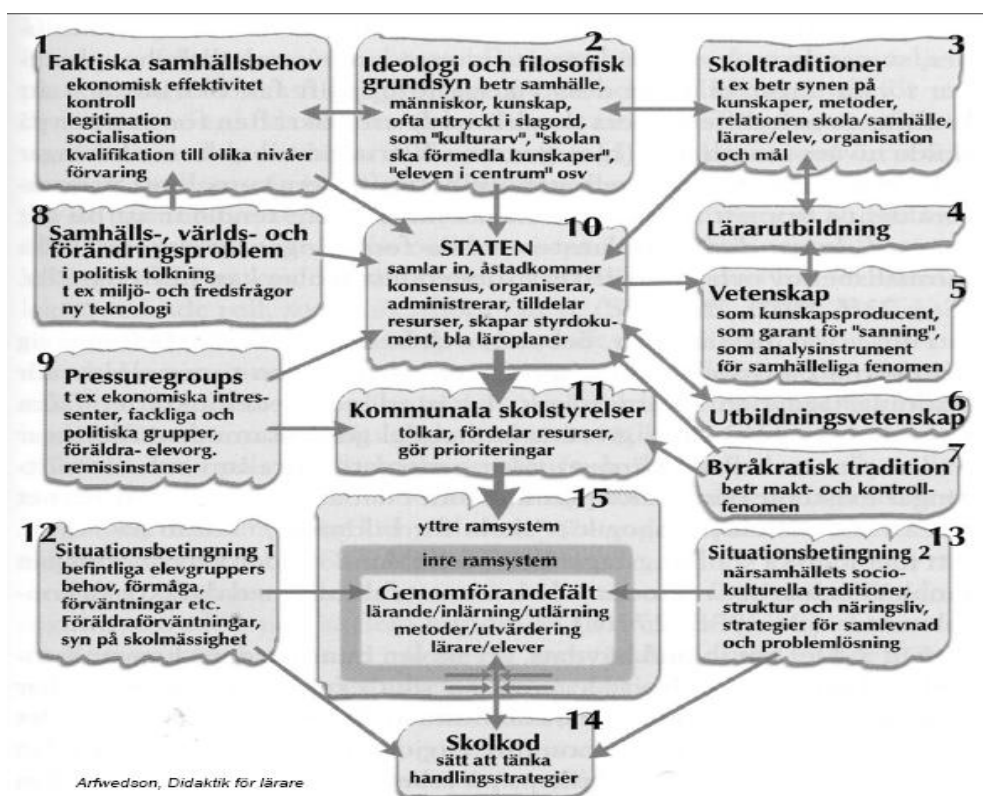 1
Faktiska samhällsbehov
ekonomisk effektivitet
kontroll
legitimation
socialisation
kvalifikation till olika nivåer
förvaring
2
Ideologi och filosofisk
grundsyn betr samhälle,
människor, kunskap,
ofta uttryckt i slagord,
som "kulturarv", "skolan
ska förmedla kunskaper",
"eleven i centrum" osv
3
Skoltraditioner
t ex betr synen på
kunskaper, metoder,
relationen skola/samhälle,
lärare/elev, organisation
och mål
8
Samhälls-, världs- och
förändringsproblem
i politisk tolkning
t ex miljö- och fredsfrågor
ny teknologi
10
STATEN
samlar in, åstadkommer
konsensus, organiserar,
administrerar, tilldelar
resurser, skapar styrdoku-
ment, bla läroplaner
4
Lärarutbildning
5
Vetenskap
som kunskapsproducent,
som garant för "sanning",
som analysinstrument
för samhälleliga fenomen
9
Pressuregroups
t ex ekonomiska intres-
senter, fackliga och
politiska grupper,
föräldra- elevorg.
remissinstanser
11
Kommunala skolstyrelser
tolkar, fördelar resurser,
gör prioriteringar
6
Utbildningsvetenskap
7
Byråkratisk tradition
betr makt- och kontroll-
fenomen
12
Situationsbetingning 1
befintliga elevgruppers
behov, förmåga,
förväntningar etc.
Föräldraförväntningar,
syn på skolmässighet
15
yttre ramsystem
inre ramsystem
Genomförandefält
lärande/inlärning/utlärning
metoder/utvärdering
lärare/elever
13
Situationsbetingning 2
närsamhällets socio-
kulturella traditioner,
struktur och näringsliv,
strategier för samlevnad
och problemlösning
14
Skolkod
sätt att tänka
handlingsstrategier
Arfwedson, Didaktik för lärare